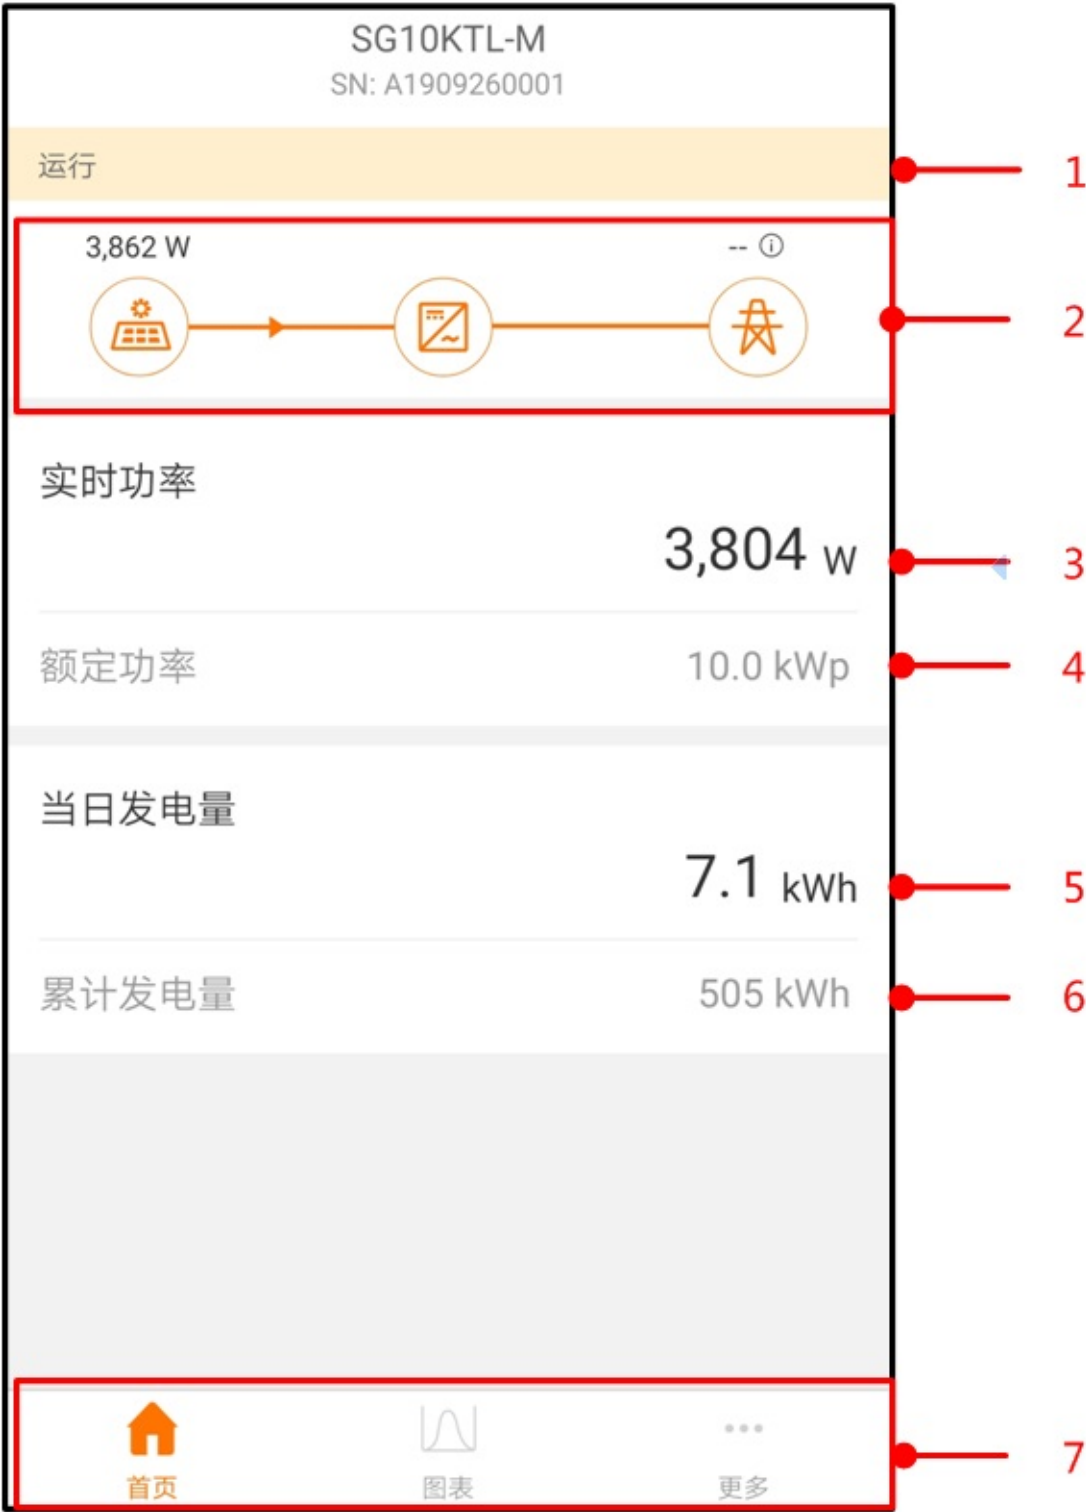 SG10KTL-M
SN: A1909260001
运行
1
3,862 W
--
2
实时功率
3,804 W
3
额定功率
10.0 kWp
4
当日发电量
7.1 kWh
5
累计发电量
505 kWh
6
首页
图表
更多
7